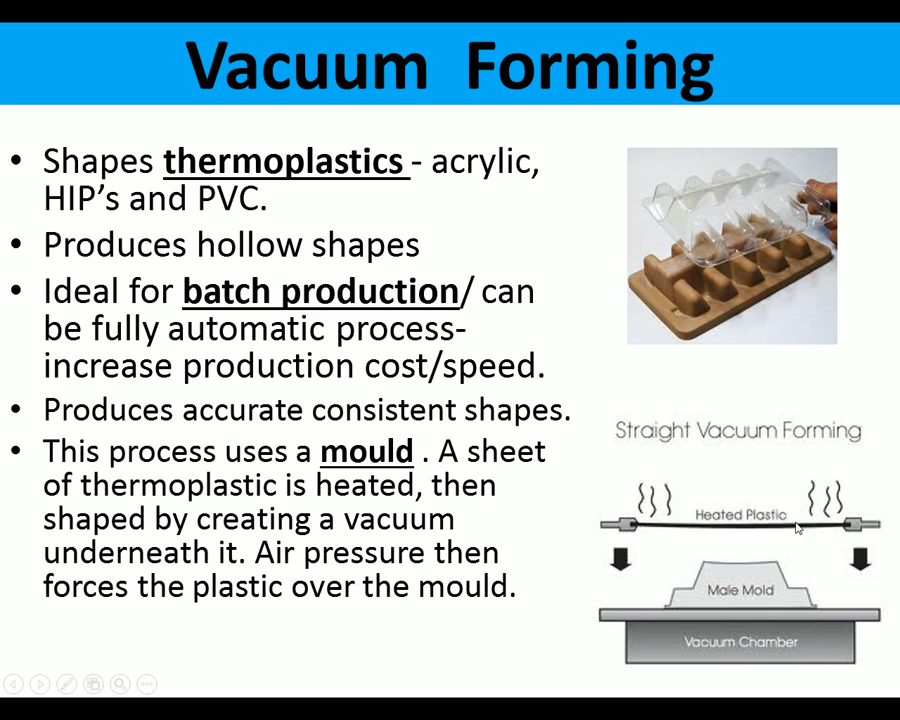 Vacuum Forming
• Shapes thermoplastics - acrylic,
HIP’s and PVC.
• Produces hollow shapes
• Ideal for batch production/ can
be fully automatic process-
increase production cost/speed.
• Produces accurate consistent shapes.
• This process uses a mould . A sheet
of thermoplastic is heated, then
shaped by creating a vacuum
underneath it. Air pressure then
forces the plastic over the mould.
Straight Vacuum Forming
Heated Plastic
Male Mold
Vacuum Chamber